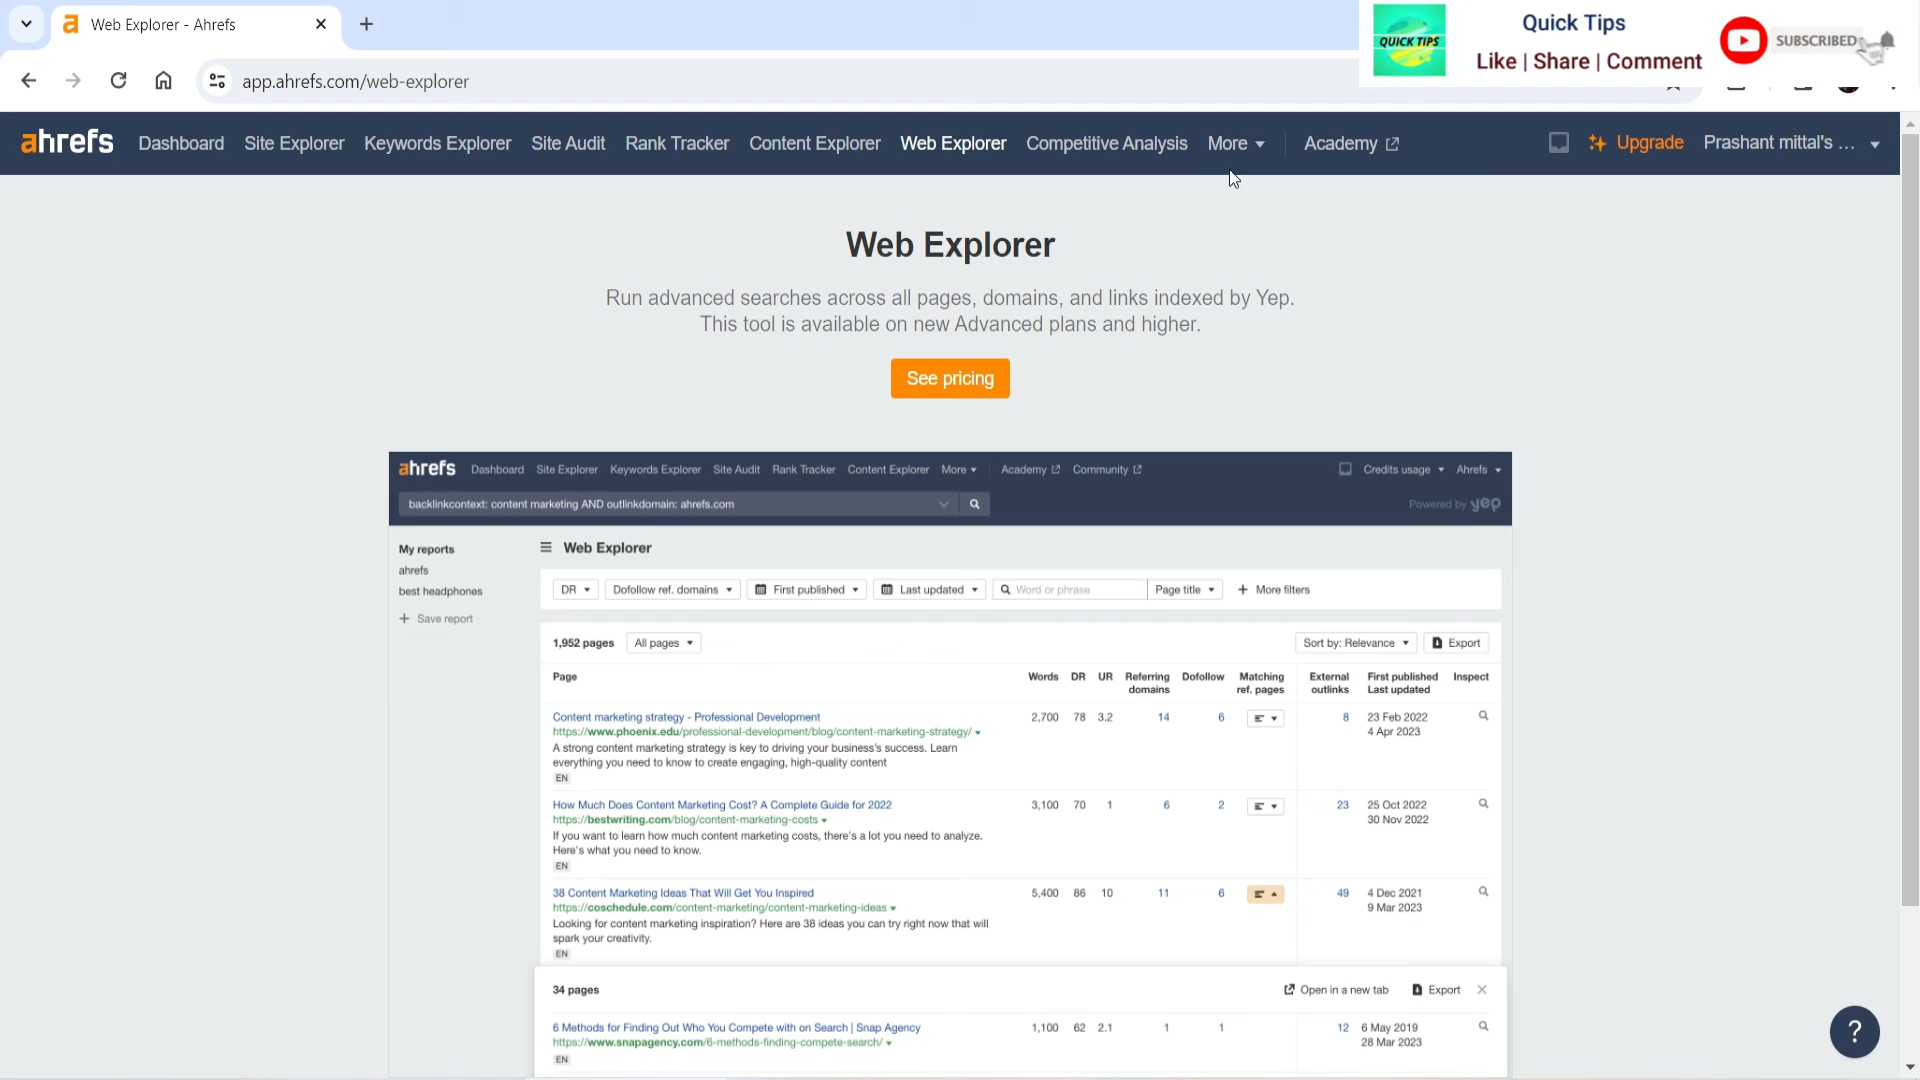 Web Explorer - Ahrefs
QUICK TIPS
Quick Tips
Like | Share | Comment
SUBSCRIBED
app.ahrefs.com/web-explorer
ahrefs Dashboard Site Explorer Keywords Explorer Site Audit Rank Tracker Content Explorer Web Explorer Competitive Analysis More Academy Upgrade Prashant mittal's ...
Web Explorer
Run advanced searches across all pages, domains, and links indexed by Yep.
This tool is available on new Advanced plans and higher.
See pricing
ahrefs Dashboard Site Explorer Keywords Explorer Site Audit Rank Tracker Content Explorer More Academy Community Credits usage Ahrefs
backlinkcontext: content marketing AND outlinkdomain: ahrefs.com Powered by yep
My reports
ahrefs
best headphones
+ Save report
Web Explorer
DR Dofollow ref. domains First published Last updated Word or phrase Page title + More filters
1,952 pages All pages Sort by: Relevance Export
Page Words DR UR Referring domains Dofollow Matching ref. pages External outlinks First published Last updated Inspect
Content marketing strategy - Professional Development 2,700 78 3.2 14 6 8 23 Feb 2022
https://www.phoenix.edu/professional-development/blog/content-marketing-strategy/ 4 Apr 2023
A strong content marketing strategy is key to driving your business's success. Learn
everything you need to know to create engaging, high-quality content
EN
How Much Does Content Marketing Cost? A Complete Guide for 2022 3,100 70 1 6 2 23 25 Oct 2022
https://bestwriting.com/blog/content-marketing-costs 30 Nov 2022
If you want to learn how much content marketing costs, there's a lot you need to analyze.
Here's what you need to know.
EN
38 Content Marketing Ideas That Will Get You Inspired 5,400 86 10 11 6 49 4 Dec 2021
https://coschedule.com/content-marketing/content-marketing-ideas 9 Mar 2023
Looking for content marketing inspiration? Here are 38 ideas you can try right now that will
spark your creativity.
EN
34 pages Open in a new tab Export
6 Methods for Finding Out Who You Compete with on Search | Snap Agency 1,100 62 2.1 1 1 12 6 May 2019
https://www.snapagency.com/6-methods-finding-compete-search/ 28 Mar 2023
EN
?